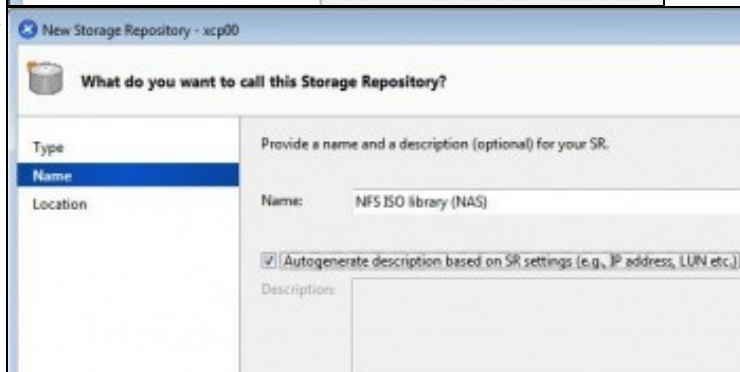 New Storage Repository - xcp00
What do you want to call this Storage Repository?
Type
Provide a name and a description (optional) for your SR.
Name
Location
Name:
NFS ISO library (NAS)
Autogenerate description based on SR settings (e.g., IP address, LUN etc.)
Description: